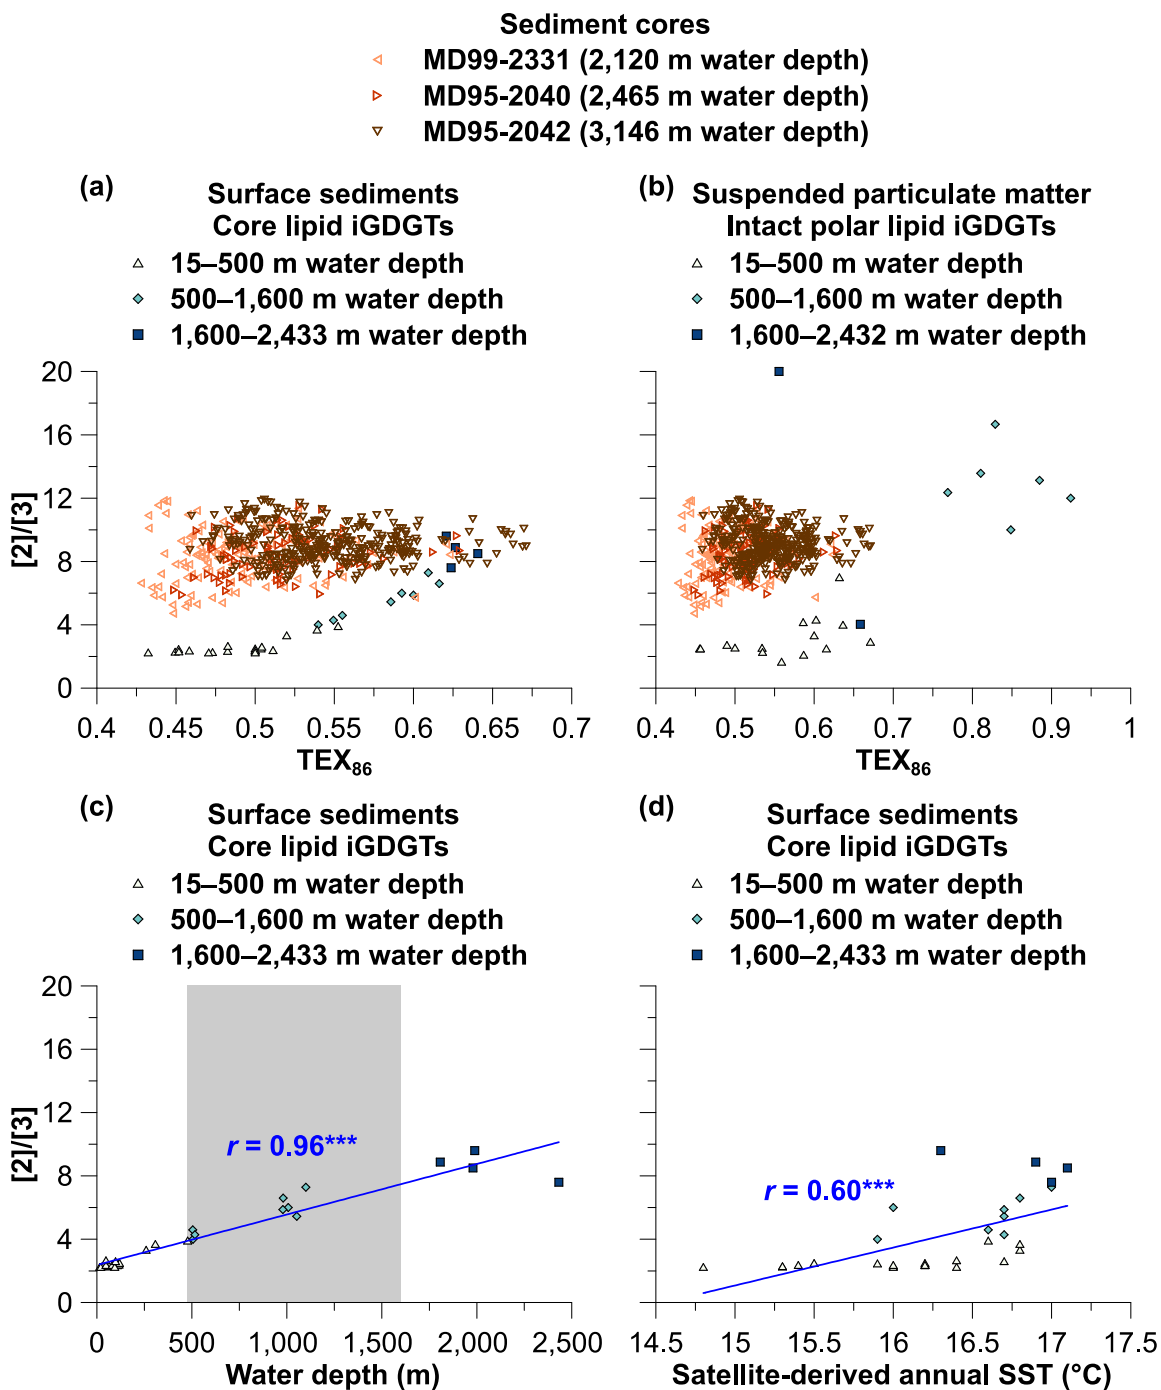 Sediment cores
MD99-2331 (2,120 m water depth)
MD95-2040 (2,465 m water depth)
MD95-2042 (3,146 m water depth)
(a)
Surface sediments
Core lipid iGDGTs
15–500 m water depth
500–1,600 m water depth
1,600–2,433 m water depth
[2]/[3]
20
16
12
8
4
0
0.4 0.45 0.5 0.55 0.6 0.65 0.7
TEX86
(b)
Suspended particulate matter
Intact polar lipid iGDGTs
15–500 m water depth
500–1,600 m water depth
1,600–2,432 m water depth
0.4 0.5 0.6 0.7 0.8 0.9 1
TEX86
(c)
Surface sediments
Core lipid iGDGTs
15–500 m water depth
500–1,600 m water depth
1,600–2,433 m water depth
[2]/[3]
20
16
12
8
4
0
r = 0.96***
0 500 1,000 1,500 2,000 2,500
Water depth (m)
(d)
Surface sediments
Core lipid iGDGTs
15–500 m water depth
500–1,600 m water depth
1,600–2,433 m water depth
r = 0.60***
14.5 15 15.5 16 16.5 17 17.5
Satellite-derived annual SST (°C)